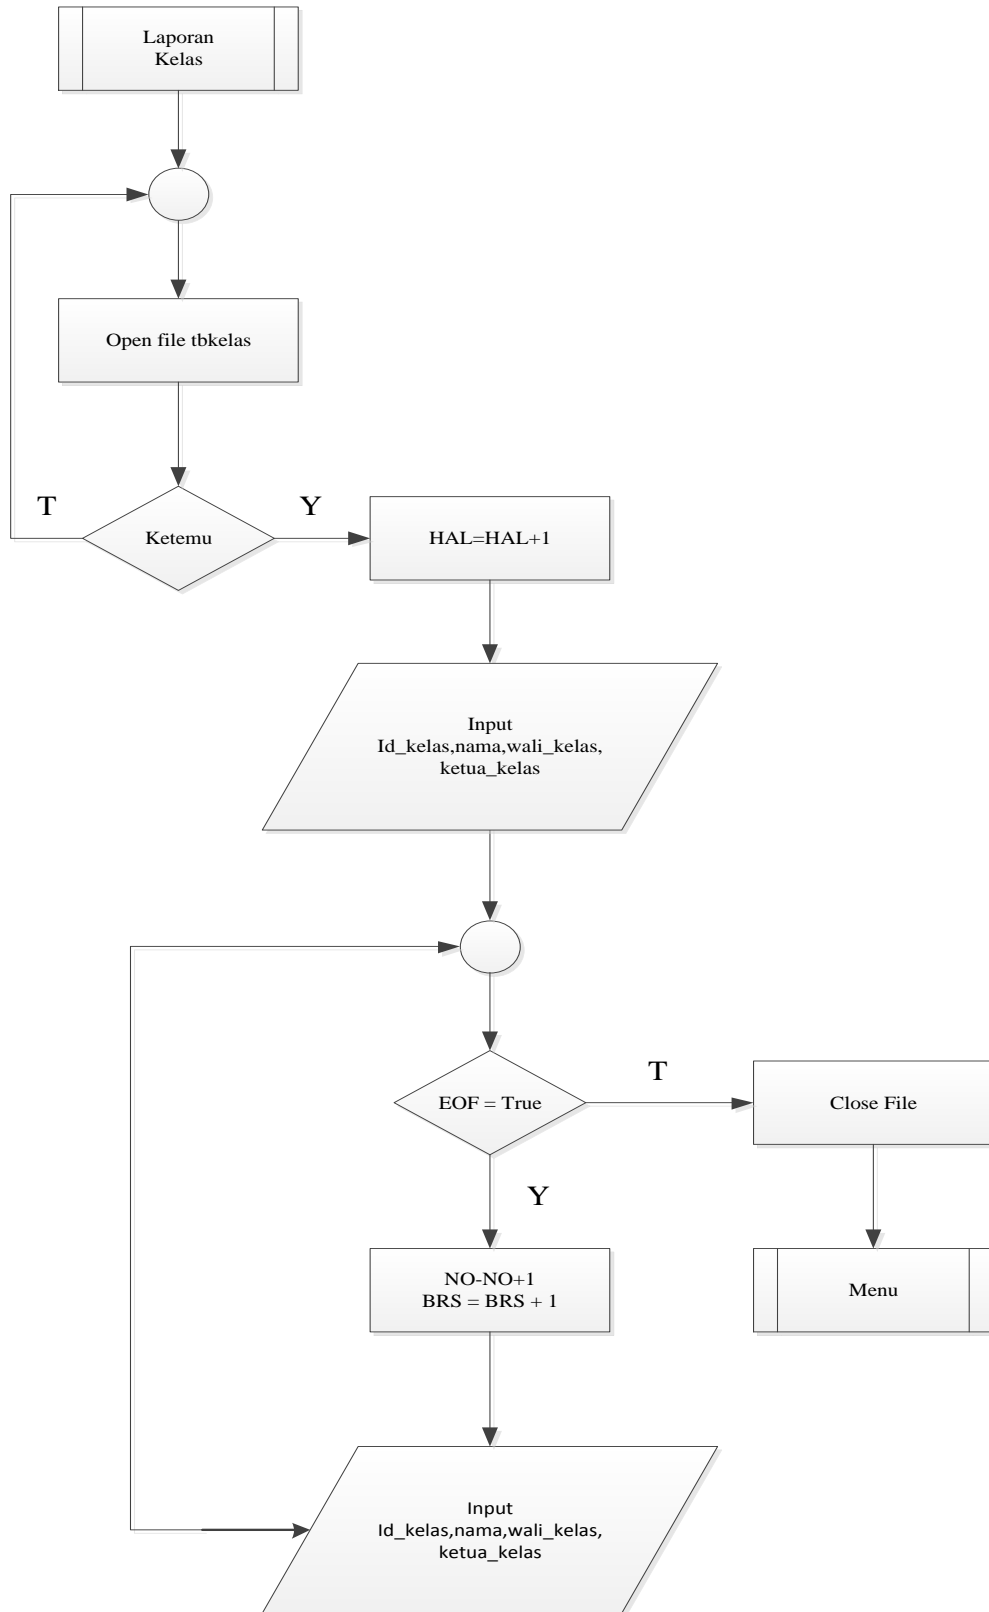 Laporan
Kelas
Open file tbkelas
T
Ketemu
Y
HAL=HAL+1
Input
Id_kelas,nama,wali_kelas,
ketua_kelas
EOF = True
T
Close File
Y
NO-NO+1
BRS = BRS + 1
Menu
Input
Id_kelas,nama,wali_kelas,
ketua_kelas